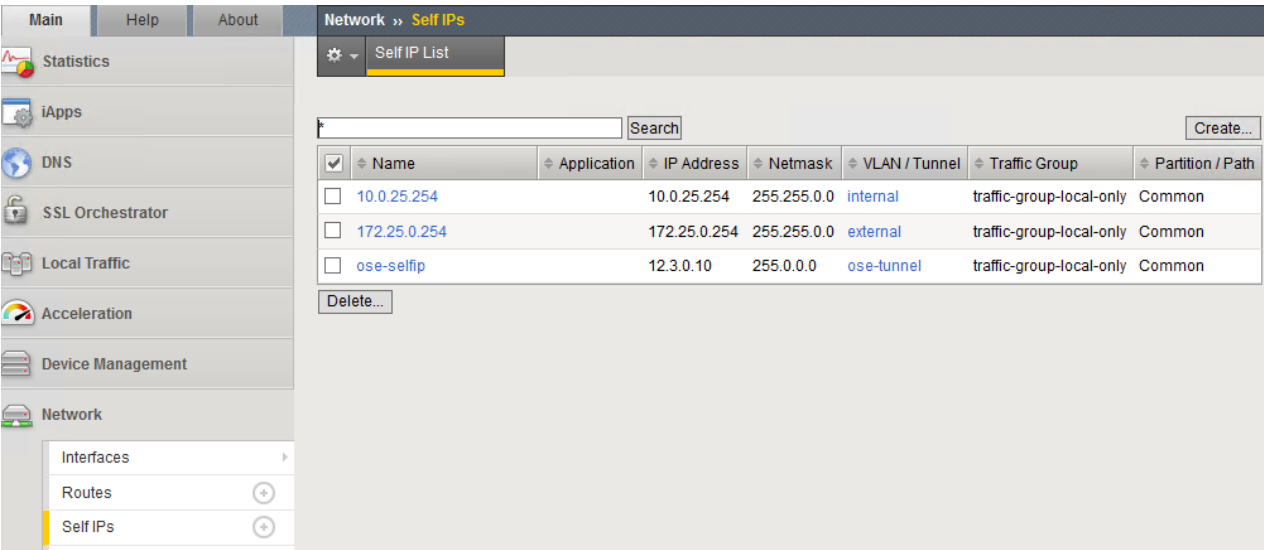 Main Help About
Network » Self IPs
Self IP List
Statistics
iApps
DNS
SSL Orchestrator
Local Traffic
Acceleration
Device Management
Network
Interfaces
Routes
Self IPs
* Search Create...
Name Application IP Address Netmask VLAN / Tunnel Traffic Group Partition / Path
10.0.25.254 10.0.25.254 255.255.0.0 internal traffic-group-local-only Common
172.25.0.254 172.25.0.254 255.255.0.0 external traffic-group-local-only Common
ose-selfip 12.3.0.10 255.0.0.0 ose-tunnel traffic-group-local-only Common
Delete...